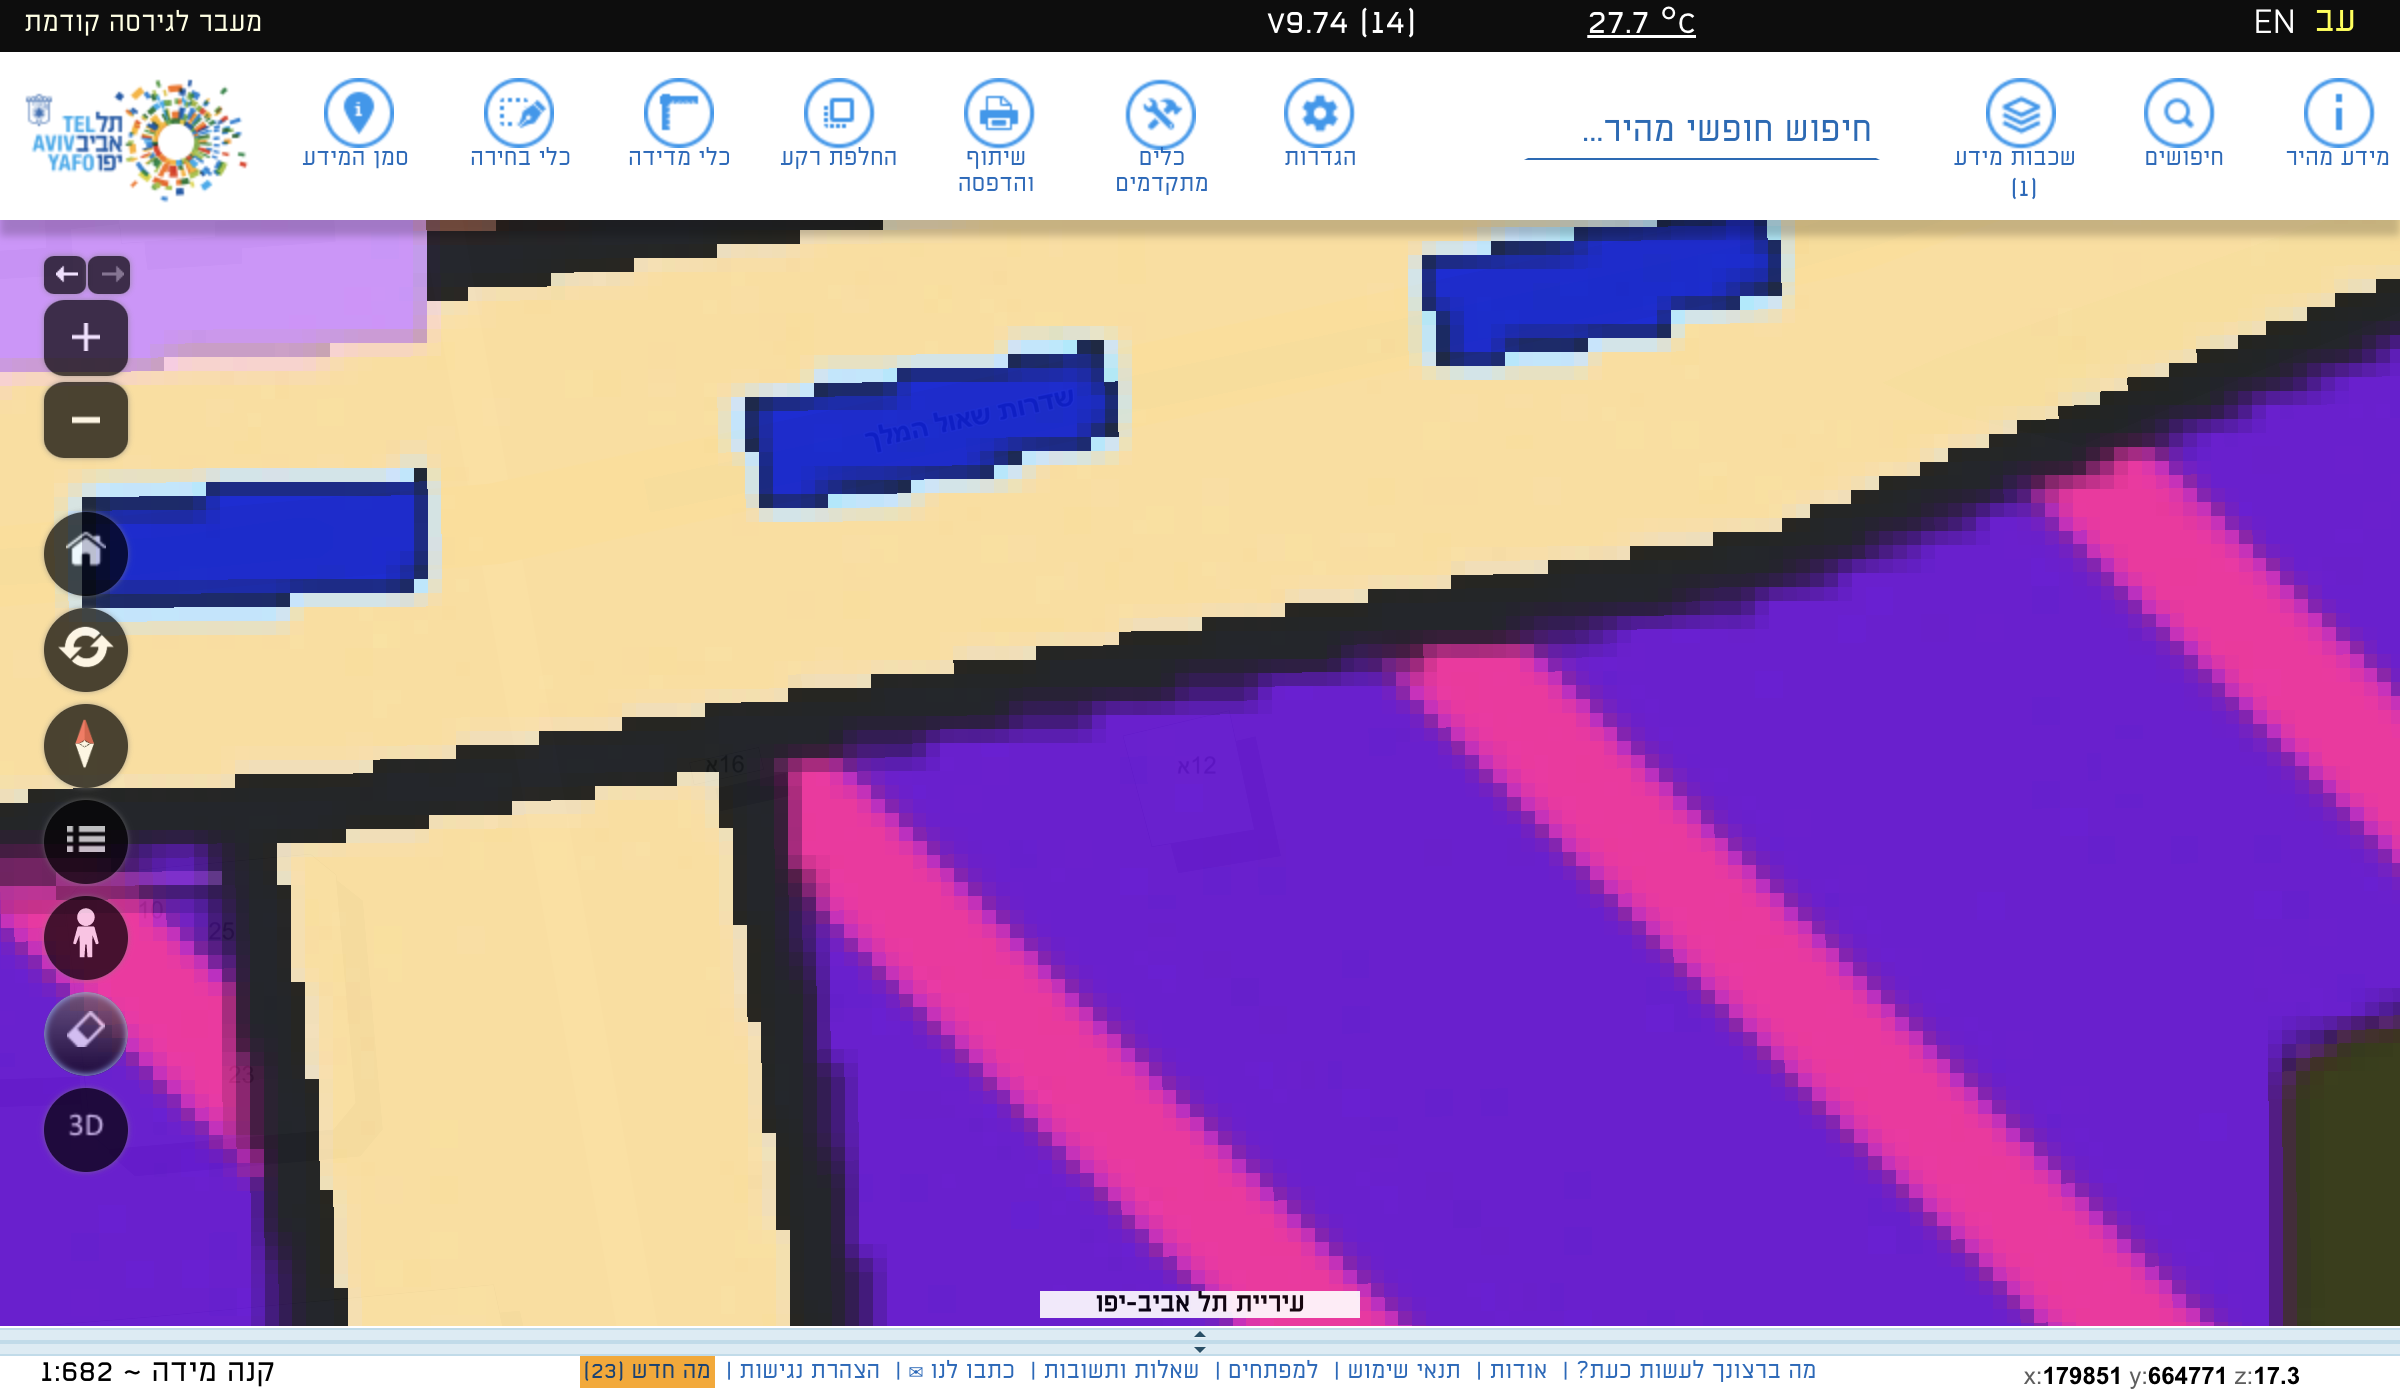 עב EN
27.7 °C
V9.74 (14)
מעבר לגירסה קודמת
מידע מהיר
חיפושים
שכבות מידע
(1)
חיפוש חופשי מהיר...
הגדרות
כלים
מתקדמים
שיתוף
והדפסה
החלפת רקע
כלי מדידה
כלי בחירה
סמן המידע
תל TEL
אביב AVIV
יפו YAFO
שדרות שאול המלך
16א
12א
10
25
23
3D
עיריית תל אביב-יפו
x:179851 y:664771 z:17.3
מה ברצונך לעשות כעת? | אודות | תנאי שימוש | למפתחים | שאלות ותשובות | כתבו לנו ✉ | הצהרת נגישות | מה חדש (23)
קנה מידה ~ 1:682